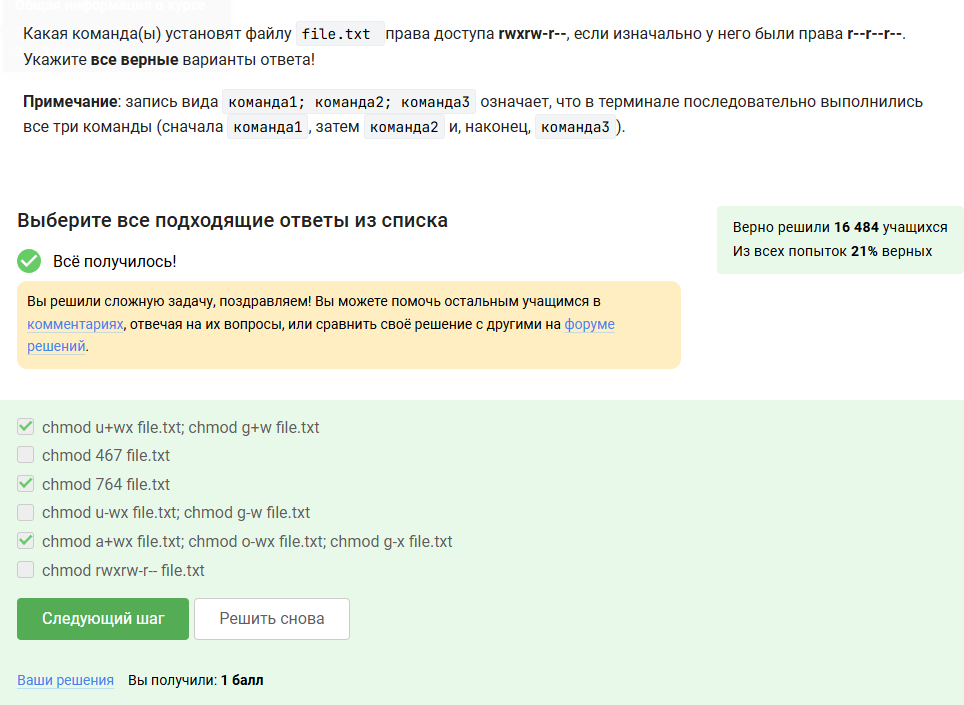 Общая информация о курсе
Какая команда(ы) установят файлу file.txt права доступа rwxrw-r--, если изначально у него были права r--r--r--.
Укажите все верные варианты ответа!
Примечание: запись вида команда1; команда2; команда3 означает, что в терминале последовательно выполнились
все три команды (сначала команда1, затем команда2 и, наконец, команда3).
Выберите все подходящие ответы из списка
Верно решили 16 484 учащихся
Из всех попыток 21% верных
Всё получилось!
Вы решили сложную задачу, поздравляем! Вы можете помочь остальным учащимся в
комментариях, отвечая на их вопросы, или сравнить своё решение с другими на форуме
решений.
chmod u+wx file.txt; chmod g+w file.txt
chmod 467 file.txt
chmod 764 file.txt
chmod u-wx file.txt; chmod g-w file.txt
chmod a+wx file.txt; chmod o-wx file.txt; chmod g-x file.txt
chmod rwxrw-r-- file.txt
Следующий шаг
Решить снова
Ваши решения Вы получили: 1 балл